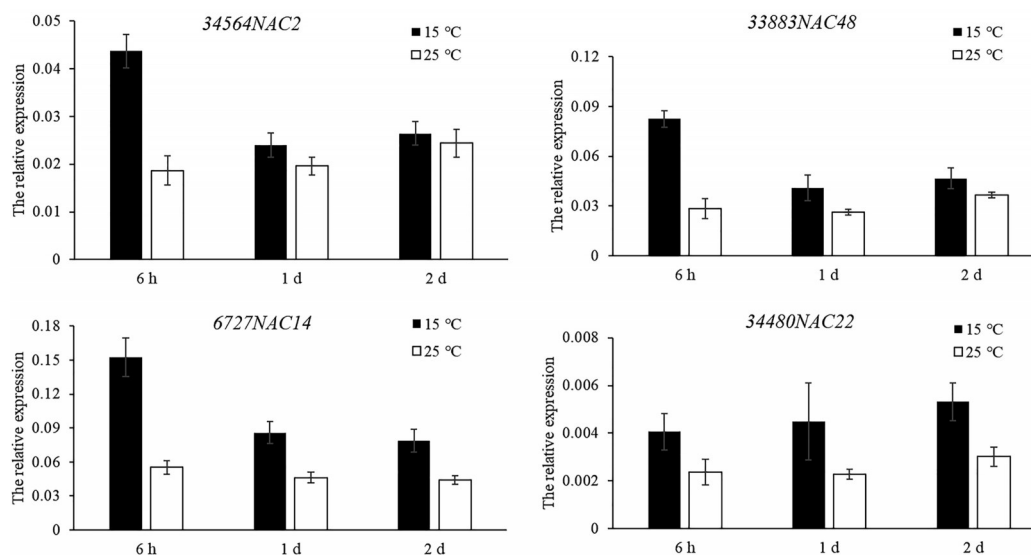 34564NAC2
15 °C
25 °C
The relative expression
0.05
0.04
0.03
0.02
0.01
0
6 h
1 d
2 d
33883NAC48
15 °C
25 °C
The relative expression
0.12
0.09
0.06
0.03
0
6 h
1 d
2 d
6727NAC14
15 °C
25 °C
The relative expression
0.18
0.15
0.12
0.09
0.06
0.03
0
6 h
1 d
2 d
34480NAC22
15 °C
25 °C
The relative expression
0.008
0.006
0.004
0.002
0
6 h
1 d
2 d